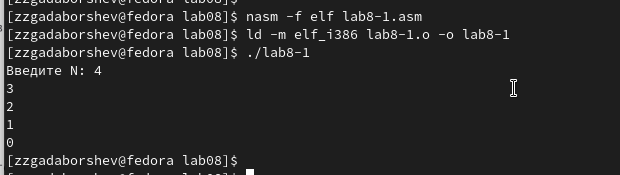 [zzgadaborshev@fedora lab08]$ nasm -f elf lab8-1.asm
[zzgadaborshev@fedora lab08]$ ld -m elf_i386 lab8-1.o -o lab8-1
[zzgadaborshev@fedora lab08]$ ./lab8-1
Введите N: 4
3
2
1
0
[zzgadaborshev@fedora lab08]$